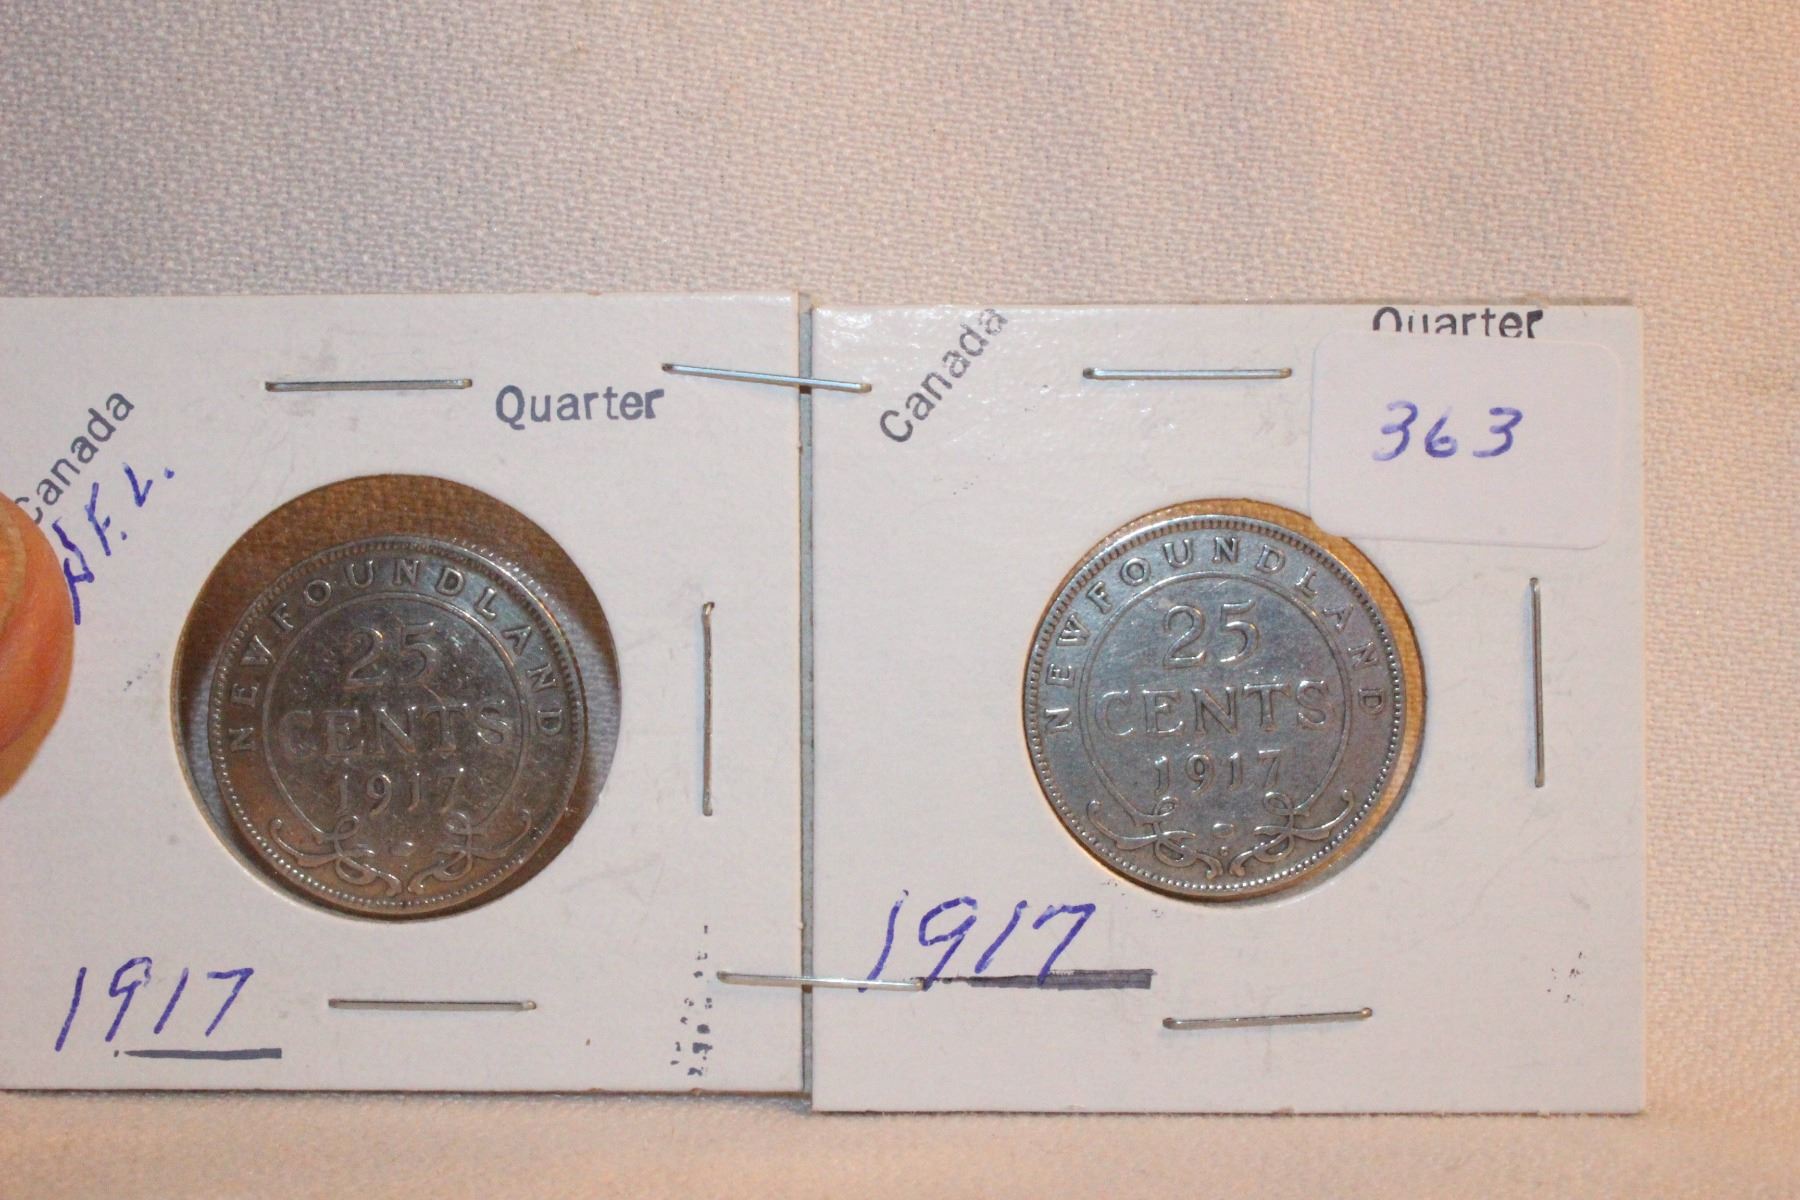 Canada
N.F.L.
Quarter
NEWFOUNDLAND
25
CENTS
1917
1917
Canada
Quarter
363
NEWFOUNDLAND
25
CENTS
1917
1917